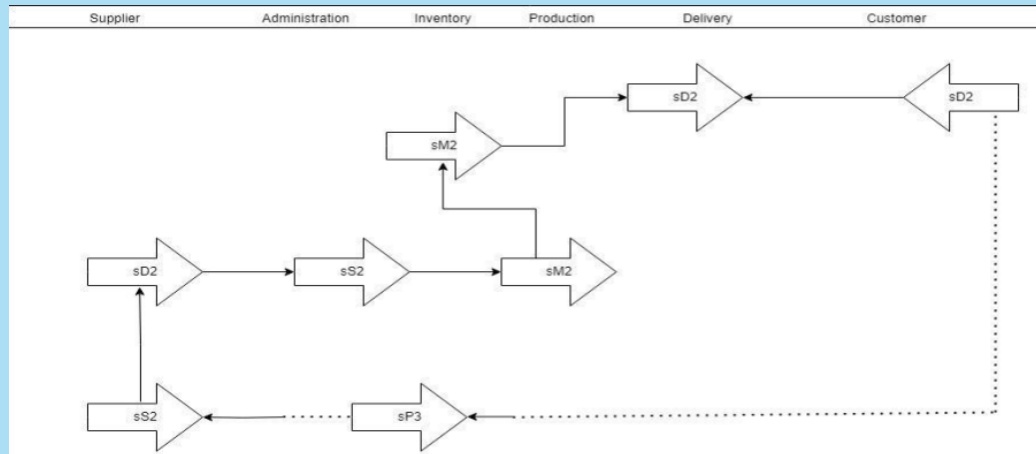 Supplier Administration Inventory Production Delivery Customer
sD2 sD2
sM2
sD2 sS2 sM2
sS2 sP3